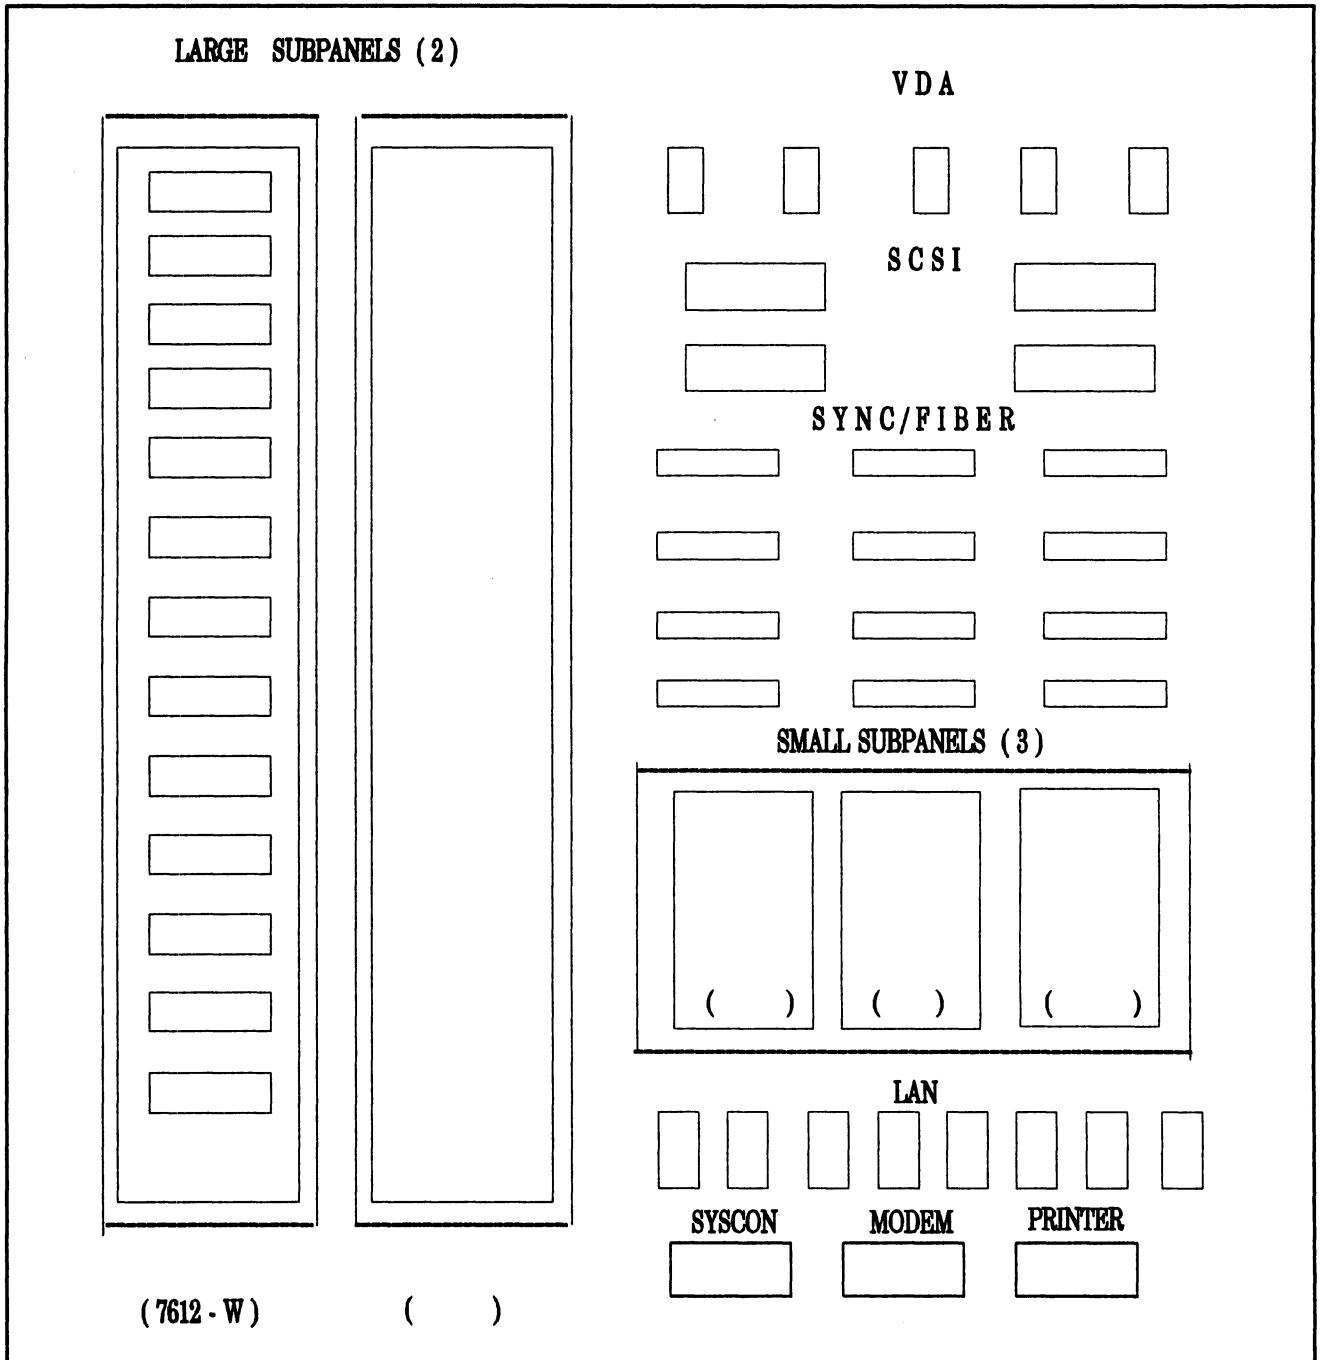 LARGE SUBPANELS (2)
VDA
SCSI
SYNC/FIBER
SMALL SUBPANELS (3)
( ) ( ) ( )
LAN
SYSCON MODEM PRINTER
(7612-W) ( )